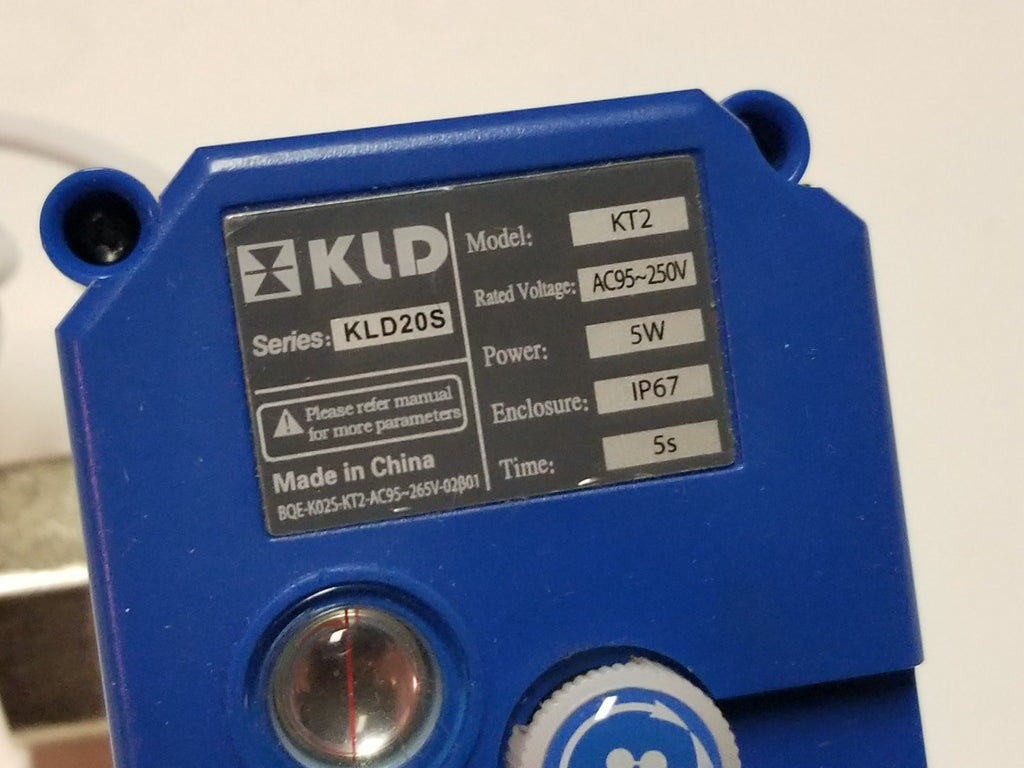 KLD
Series: KLD20S
Please refer manual
for more parameters
Made in China
BQE-K02S-KT2-AC95~265V-02β01
Model: KT2
Rated Voltage: AC95~250V
Power: 5W
Enclosure: IP67
Time: 5s